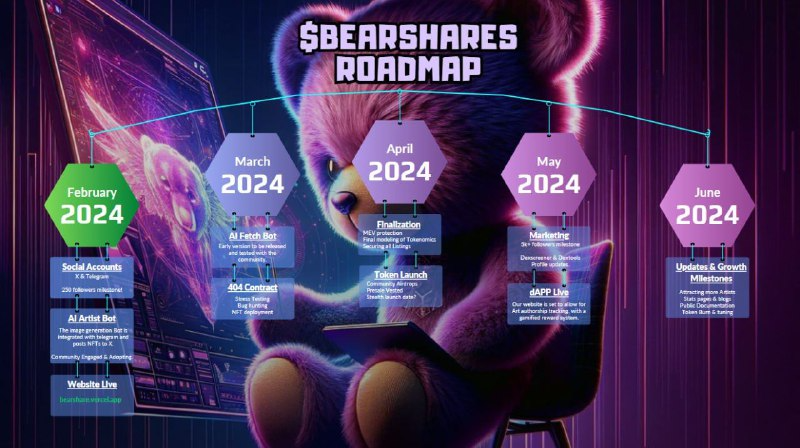 $BEARSHARES
ROADMAP
February
2024
Social Accounts
X & Telegram
250 followers milestone!
AI Artist Bot
The image generation Bot is
integrated with telegram and
posts NFTs to X
Community Engaged & Adopting
Website Live
bearshare.vercel.app
March
2024
AI Fetch Bot
Early version to be released
and tested with the
community.
404 Contract
Stress Testing
Bug hunting
NFT deployment
April
2024
Finalization
MEV protection
Final modeling of Tokenomics
Securing all Listings
Token Launch
Community Airdrops
Presale Vested
Stealth launch date?
May
2024
Marketing
3k+ followers milestone
Dexscreener & Dextools
Profile updates.
dAPP Live
Our website is set to allow for
Art authorship tracking, with a
gamified reward system.
June
2024
Updates & Growth
Milestones
Attracting more Artists
Stats pages & blogs
Public Documentation
Token Burn & tuning